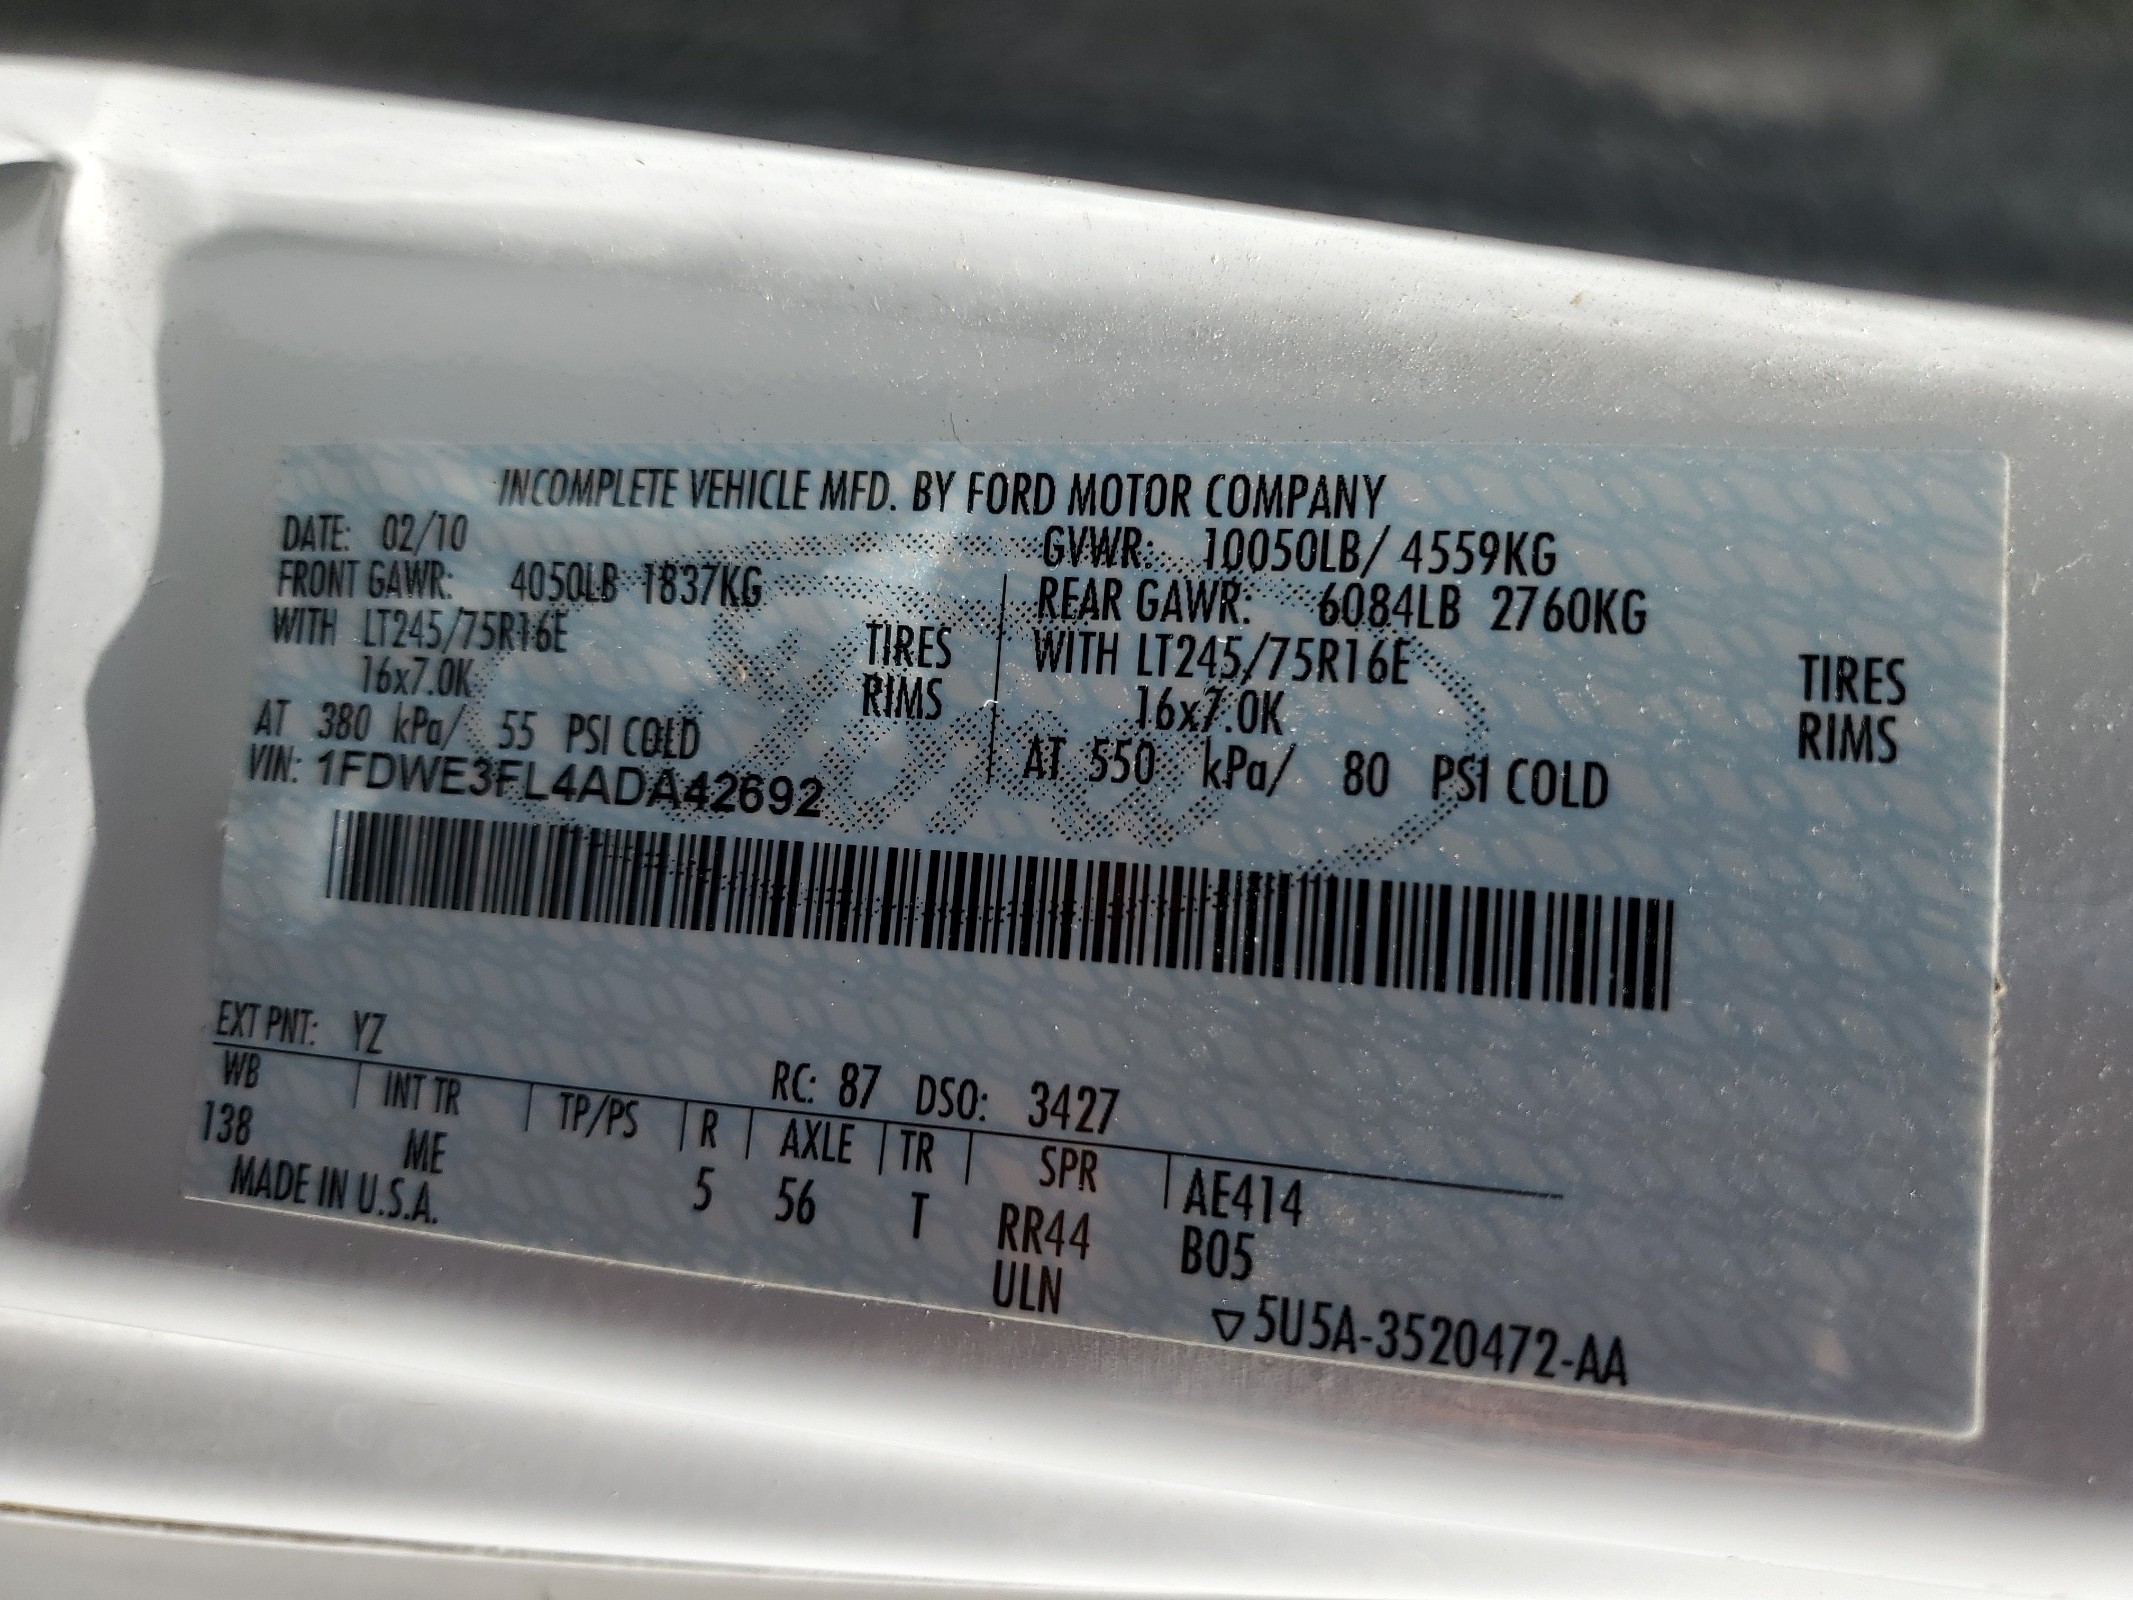 INCOMPLETE VEHICLE MFD. BY FORD MOTOR COMPANY
DATE: 02/10 GVWR: 10050LB/ 4559KG
FRONT GAWR: 4050LB 1837KG REAR GAWR: 6084LB 2760KG
WITH LT245/75R16E TIRES WITH LT245/75R16E TIRES
16x7.0K RIMS 16x7.0K RIMS
AT 380 kPa/ 55 PSI COLD AT 550 kPa/ 80 PSI COLD
VIN: 1FDWE3FL4ADA42692
EXT PNT: YZ RC: 87 DSO: 3427
WB INT TR TP/PS R AXLE TR SPR AE414
138 ME 5 56 T RR44 B05
MADE IN U.S.A. ULN ▽5U5A-3520472-AA